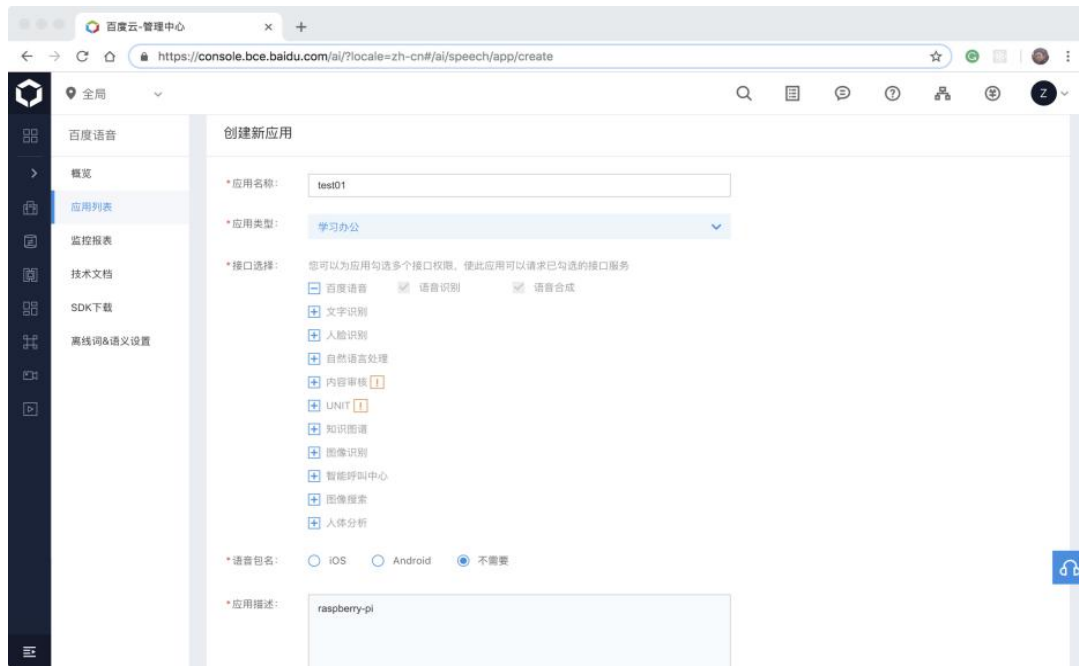 百度云-管理中心
https://console.bce.baidu.com/ai/?locale=zh-cn#/ai/speech/app/create
全局
Z
百度语音
创建新应用
概览
应用列表
监控报表
技术文档
SDK下载
离线词&语义设置
*应用名称: test01
*应用类型: 学习办公
*接口选择: 您可以为应用勾选多个接口权限，使此应用可以请求已勾选的接口服务
百度语音 语音识别 语音合成
文字识别
人脸识别
自然语言处理
内容审核
UNIT
知识图谱
图像识别
智能呼叫中心
图像搜索
人体分析
*语音包名: iOS Android 不需要
*应用描述: raspberry-pi